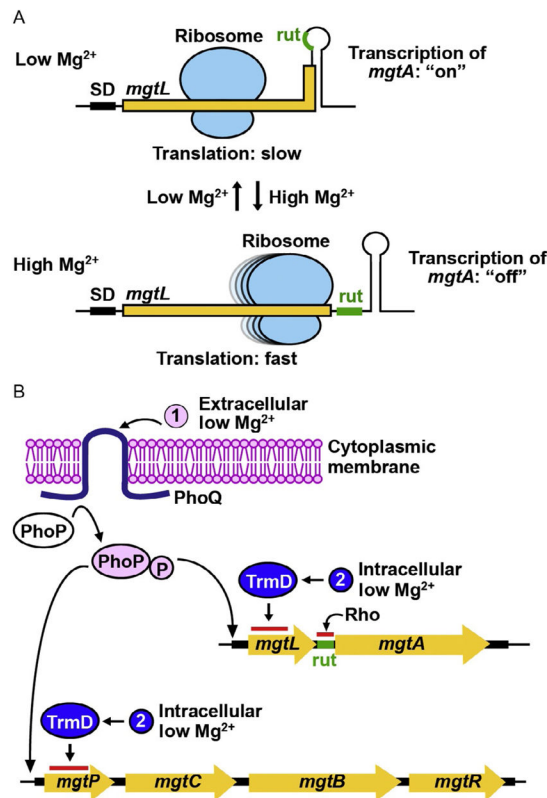 A
Low Mg²⁺
Ribosome
rut
Transcription of
mgtA: “on”
SD
mgtL
Translation: slow
Low Mg²⁺
High Mg²⁺
High Mg²⁺
Ribosome
Transcription of
mgtA: “off”
SD
mgtL
rut
Translation: fast
B
1
Extracellular
low Mg²⁺
Cytoplasmic
membrane
PhoQ
PhoP
PhoP
P
TrmD
2
Intracellular
low Mg²⁺
Rho
mgtL
rut
mgtA
TrmD
2
Intracellular
low Mg²⁺
mgtP
mgtC
mgtB
mgtR